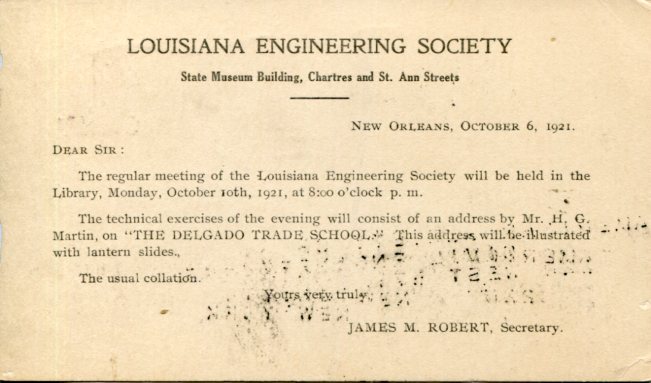 LOUISIANA ENGINEERING SOCIETY
State Museum Building, Chartres and St. Ann Streets
NEW ORLEANS, OCTOBER 6, 1921.
DEAR SIR:
The regular meeting of the Louisiana Engineering Society will be held in the
Library, Monday, October 10th, 1921, at 8:00 o'clock p. m.
The technical exercises of the evening will consist of an address by Mr. H. G.
Martin, on "THE DELGADO TRADE SCHOOL." This address will be illustrated
with lantern slides.
The usual collation.
Yours very truly,
JAMES M. ROBERT, Secretary.